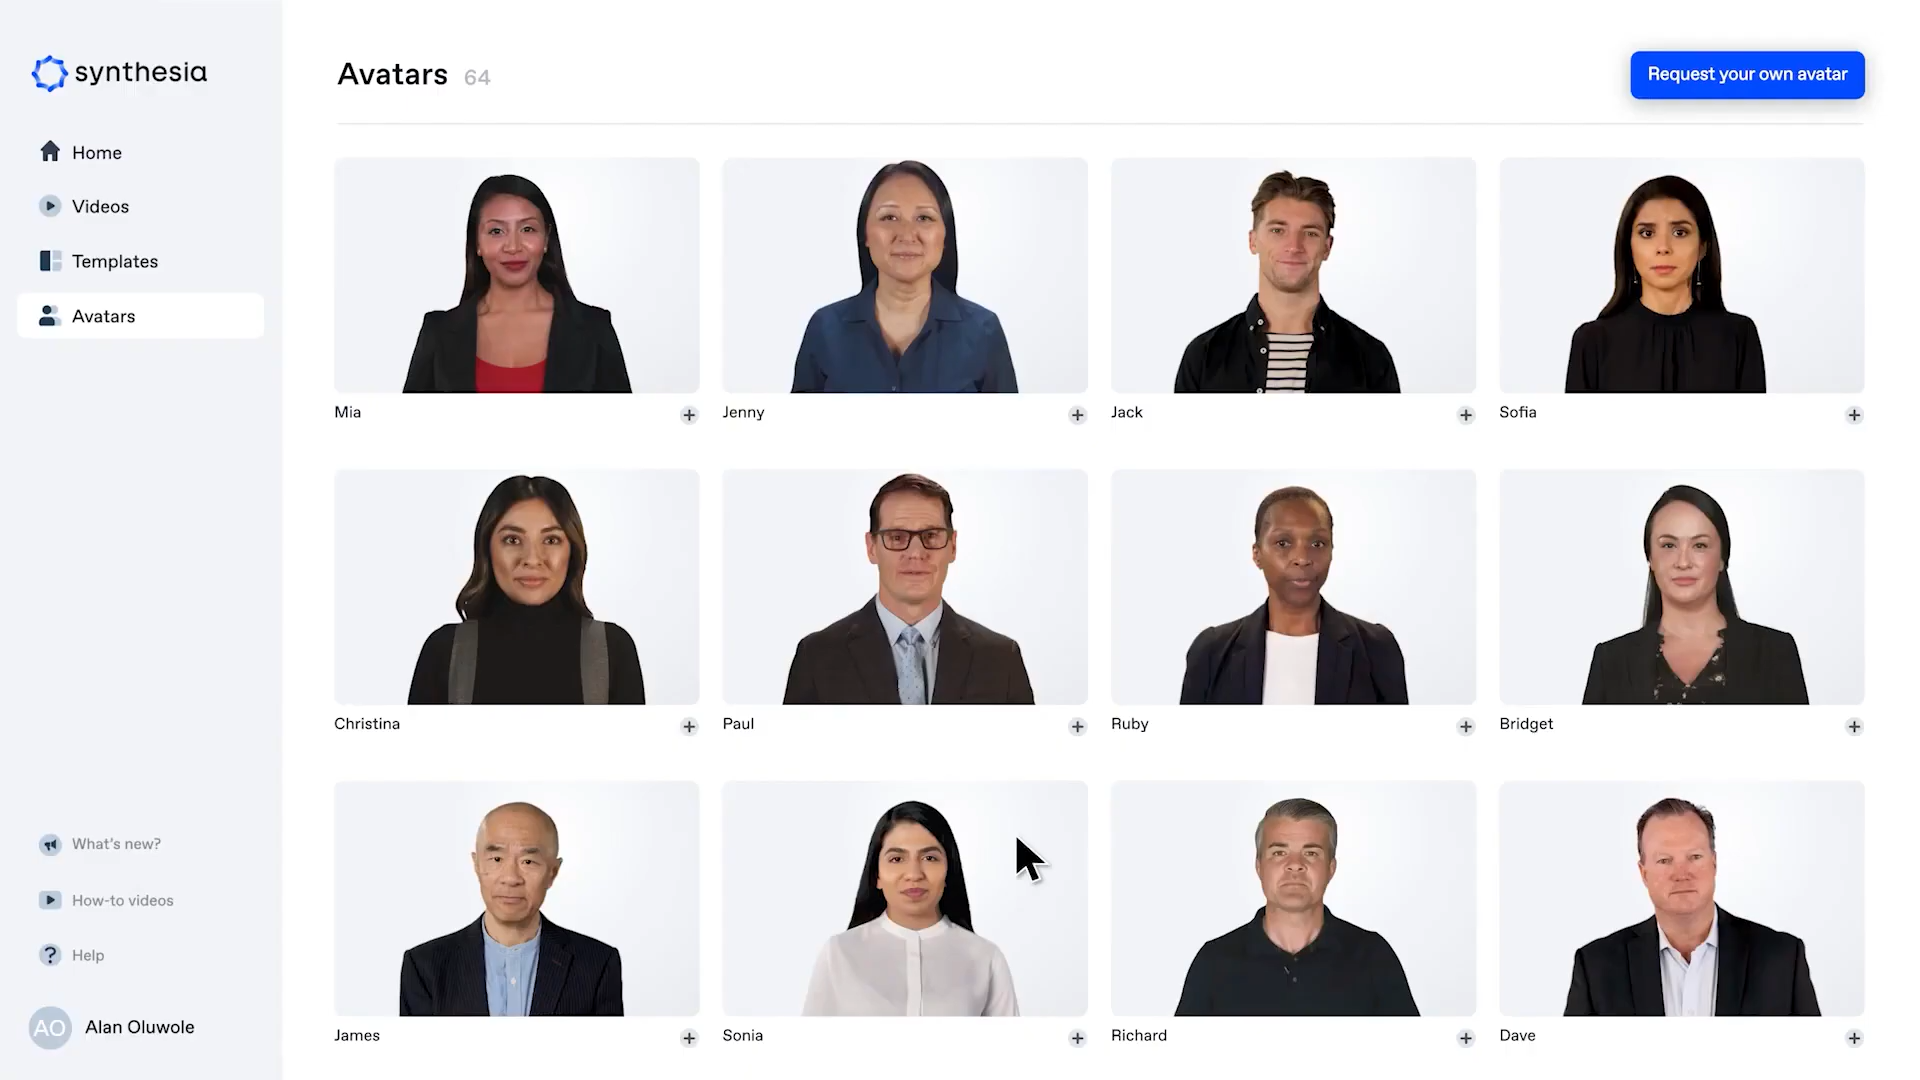 synthesia
Home
Videos
Templates
Avatars
What's new?
How-to videos
? Help
AO Alan Oluwole
Avatars 64
Request your own avatar
Mia
Jenny
Jack
Sofia
Christina
Paul
Ruby
Bridget
James
Sonia
Richard
Dave